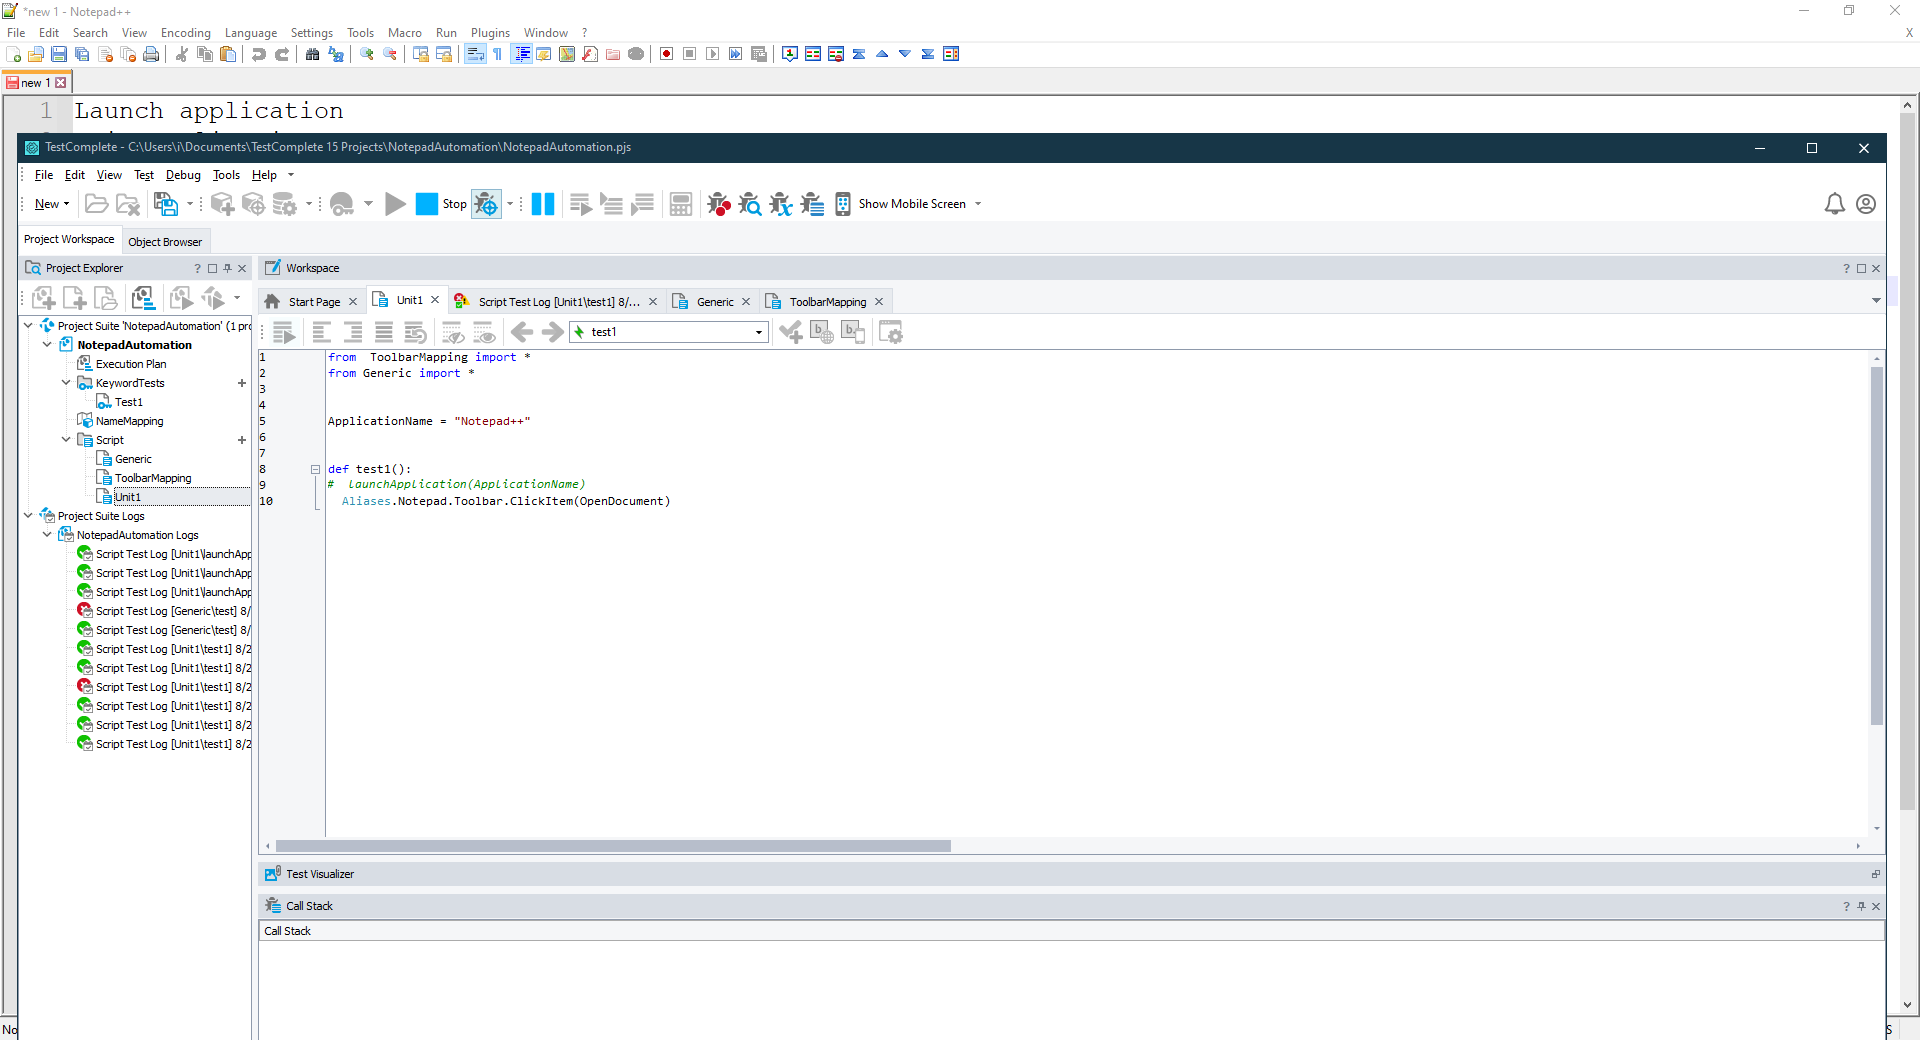 *new 1 - Notepad++
File Edit Search View Encoding Language Settings Tools Macro Run Plugins Window ? X
new 1
1 Launch application
TestComplete - C:\Users\i\Documents\TestComplete 15 Projects\NotepadAutomation\NotepadAutomation.pjs
File Edit View Test Debug Tools Help
New Stop Show Mobile Screen
Project Workspace Object Browser
Project Explorer
Workspace
Start Page Unit1 Script Test Log [Unit1\test1] 8/... Generic ToolbarMapping
test1
Project Suite 'NotepadAutomation' (1 pro
NotepadAutomation
Execution Plan
KeywordTests
Test1
NameMapping
Script
Generic
ToolbarMapping
Unit1
Project Suite Logs
NotepadAutomation Logs
Script Test Log [Unit1\launchApp
Script Test Log [Unit1\launchApp
Script Test Log [Unit1\launchApp
Script Test Log [Generic\test] 8/
Script Test Log [Generic\test] 8/
Script Test Log [Unit1\test1] 8/2
Script Test Log [Unit1\test1] 8/2
Script Test Log [Unit1\test1] 8/2
Script Test Log [Unit1\test1] 8/2
Script Test Log [Unit1\test1] 8/2
Script Test Log [Unit1\test1] 8/2
1 from ToolbarMapping import *
2 from Generic import *
3
4
5 ApplicationName = "Notepad++"
6
7
8 def test1():
9 # launchApplication(ApplicationName)
10 Aliases.Notepad.Toolbar.ClickItem(OpenDocument)
Test Visualizer
Call Stack
Call Stack
No
S